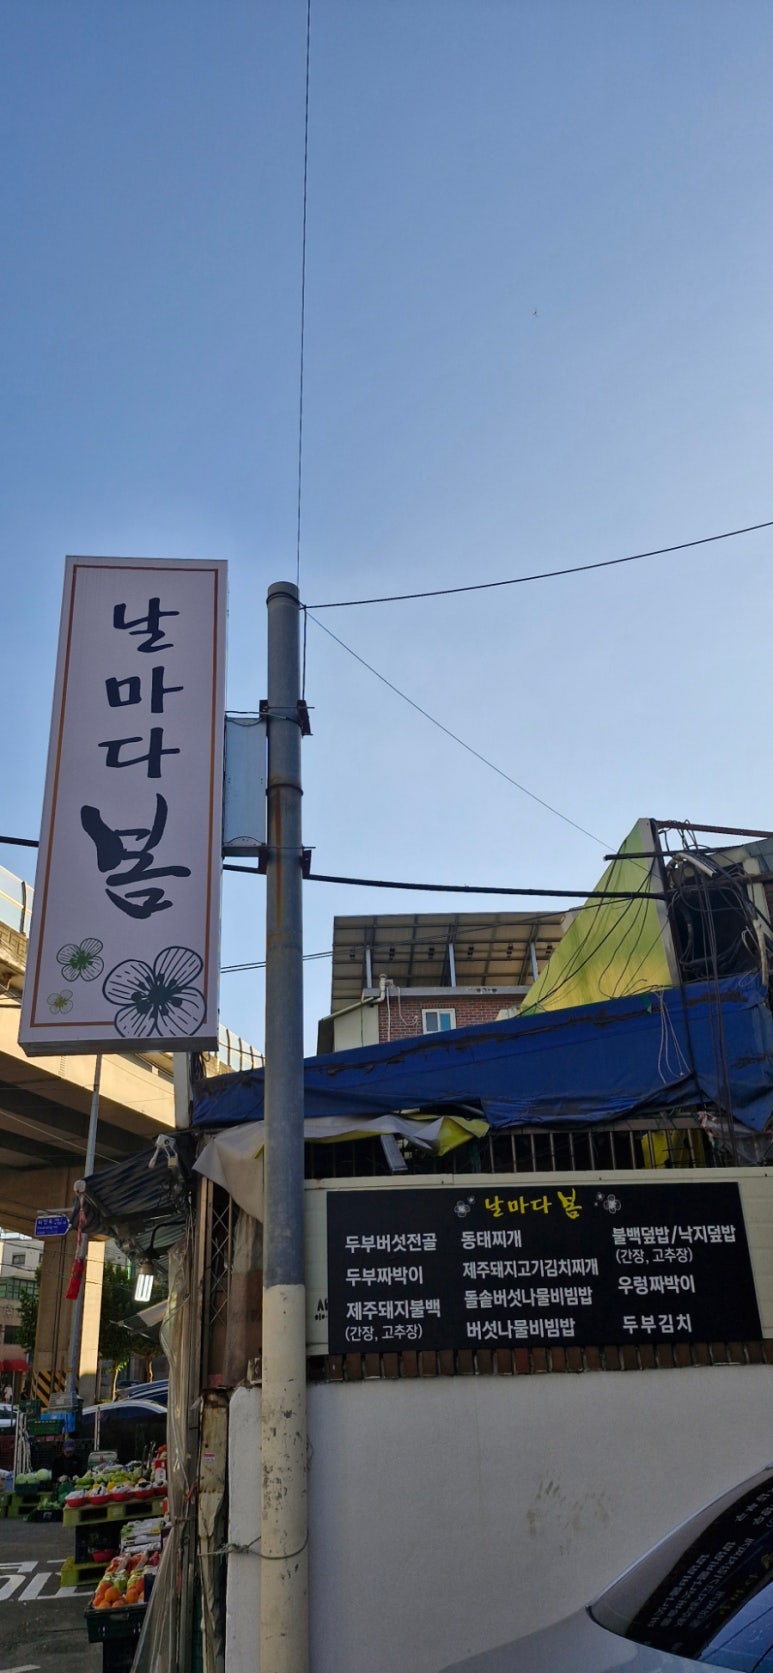 날
마
다
봄
날마다 봄
두부버섯전골
두부짜박이
제주돼지불백
(간장, 고추장)
동태찌개
제주돼지고기김치찌개
돌솥버섯나물비빔밥
버섯나물비빔밥
불백덮밥/낙지덮밥
(간장, 고추장)
우렁짜박이
두부김치